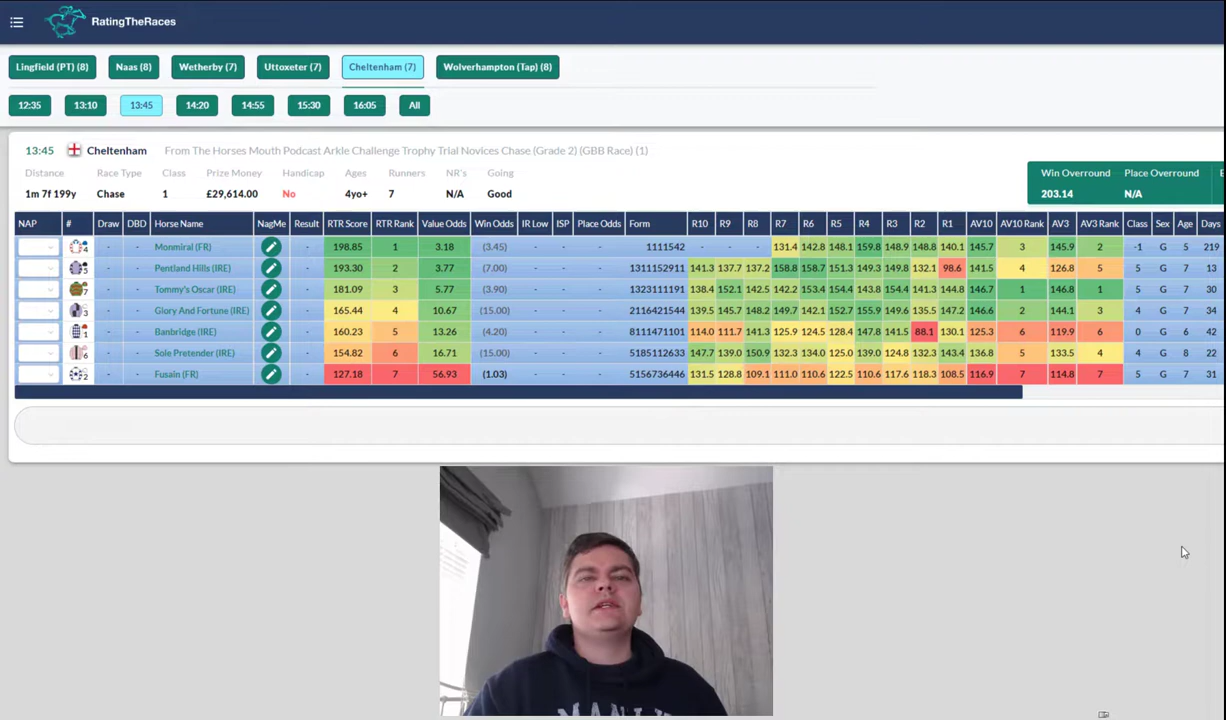 RatingTheRaces
Lingfield (PT) (8) Naas (8) Wetherby (7) Uttoxeter (7) Cheltenham (7) Wolverhampton (Tap) (8)
12:35 13:10 13:45 14:20 14:55 15:30 16:05 All
13:45 Cheltenham From The Horses Mouth Podcast Arkle Challenge Trophy Trial Novices Chase (Grade 2) (GBB Race) (1)
Distance Race Type Class Prize Money Handicap Ages Runners NR's Going Win Overround Place Overround
1m 7f 199y Chase 1 £29,614.00 No 4yo+ 7 N/A Good 203.14 N/A
NAP # Draw DBD Horse Name NagMe Result RTR Score RTR Rank Value Odds Win Odds IR Low ISP Place Odds Form R10 R9 R8 R7 R6 R5 R4 R3 R2 R1 AV10 AV10 Rank AV3 AV3 Rank Class Sex Age Days
4 - - Monmiral (FR) - 198.85 1 3.18 (3.45) - - - 1111542 - - - 131.4 142.8 148.1 159.8 148.9 148.8 140.1 145.7 3 145.9 2 -1 G 5 219
5 - - Pentland Hills (IRE) - 193.30 2 3.77 (7.00) - - - 1311152911 141.3 137.7 137.2 158.8 158.7 151.3 149.3 149.8 132.1 98.6 141.5 4 126.8 5 5 G 7 13
7 - - Tommy's Oscar (IRE) - 181.09 3 5.77 (3.90) - - - 1323111191 138.4 152.1 142.5 142.2 153.4 154.4 153.8 154.4 141.3 144.8 146.7 1 146.8 1 5 G 7 30
3 - - Glory And Fortune (IRE) - 165.44 4 10.67 (15.00) - - - 2116421544 139.5 145.7 148.2 149.7 142.1 152.9 153.4 151.6 135.5 147.2 146.6 2 144.1 3 4 G 7 34
1 - - Banbridge (IRE) - 160.23 5 13.26 (4.20) - - - 8111471101 114.0 111.7 141.3 125.9 124.5 128.4 147.8 141.5 88.1 130.1 125.3 6 119.9 6 0 G 6 42
6 - - Sole Pretender (IRE) - 154.82 6 16.71 (15.00) - - - 5185112633 147.7 139.0 150.9 132.3 134.0 125.0 139.0 124.8 132.3 143.4 136.8 5 133.5 4 4 G 8 22
2 - - Fusain (FR) - 127.18 7 56.93 (1.03) - - - 5156736446 131.5 128.8 109.1 111.0 110.6 122.5 110.6 117.6 118.3 108.5 116.9 7 114.8 7 5 G 7 31